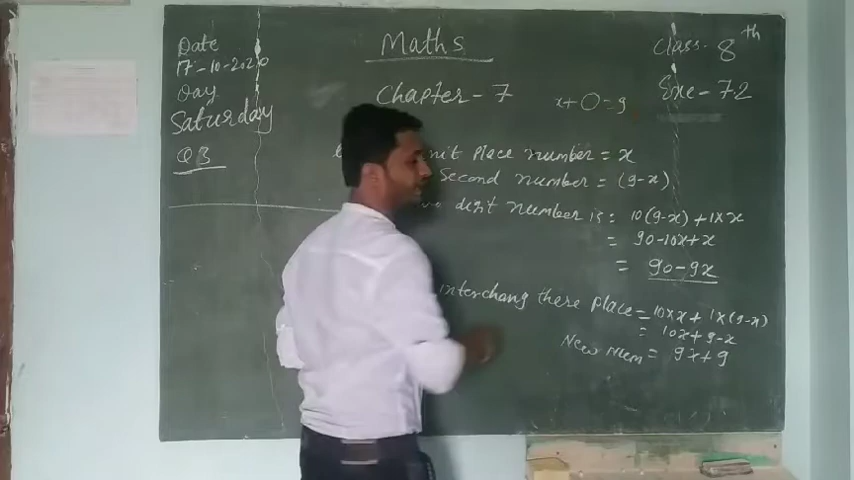 Date
17-10-2020
Day
Saturday
Q3
Maths
Class. 8th
Chapter - 7
Exe - 7.2
x+O=9
unit place number = x
Second number = (9-x)
digit number is = 10(9-x)+1×x
= 90-10x+x
= 90-9x
interchang there place = 10×x+1×(9-x)
= 10x+9-x
New num = 9x+9